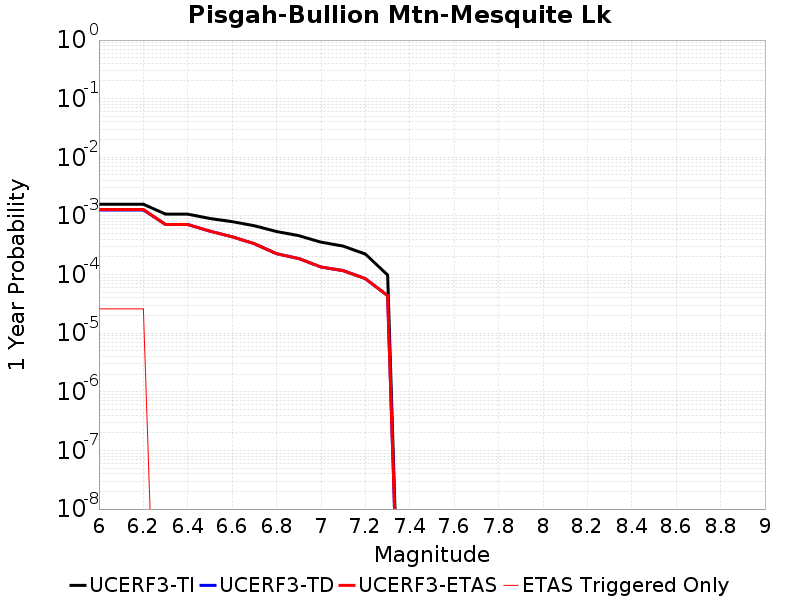 Pisgah-Bullion Mtn-Mesquite Lk
1 Year Probability
10^0
10^-1
10^-2
10^-3
10^-4
10^-5
10^-6
10^-7
10^-8
6 6.2 6.4 6.6 6.8 7 7.2 7.4 7.6 7.8 8 8.2 8.4 8.6 8.8 9
Magnitude
UCERF3-TI UCERF3-TD UCERF3-ETAS ETAS Triggered Only